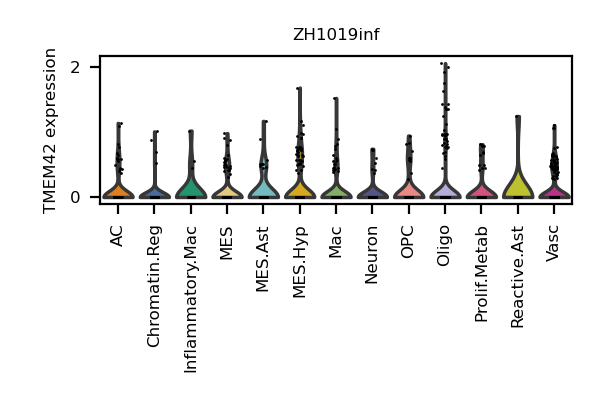 ZH1019inf
TMEM42 expression
2
0
AC
Chromatin.Reg
Inflammatory.Mac
MES
MES.Ast
MES.Hyp
Mac
Neuron
OPC
Oligo
Prolif.Metab
Reactive.Ast
Vasc